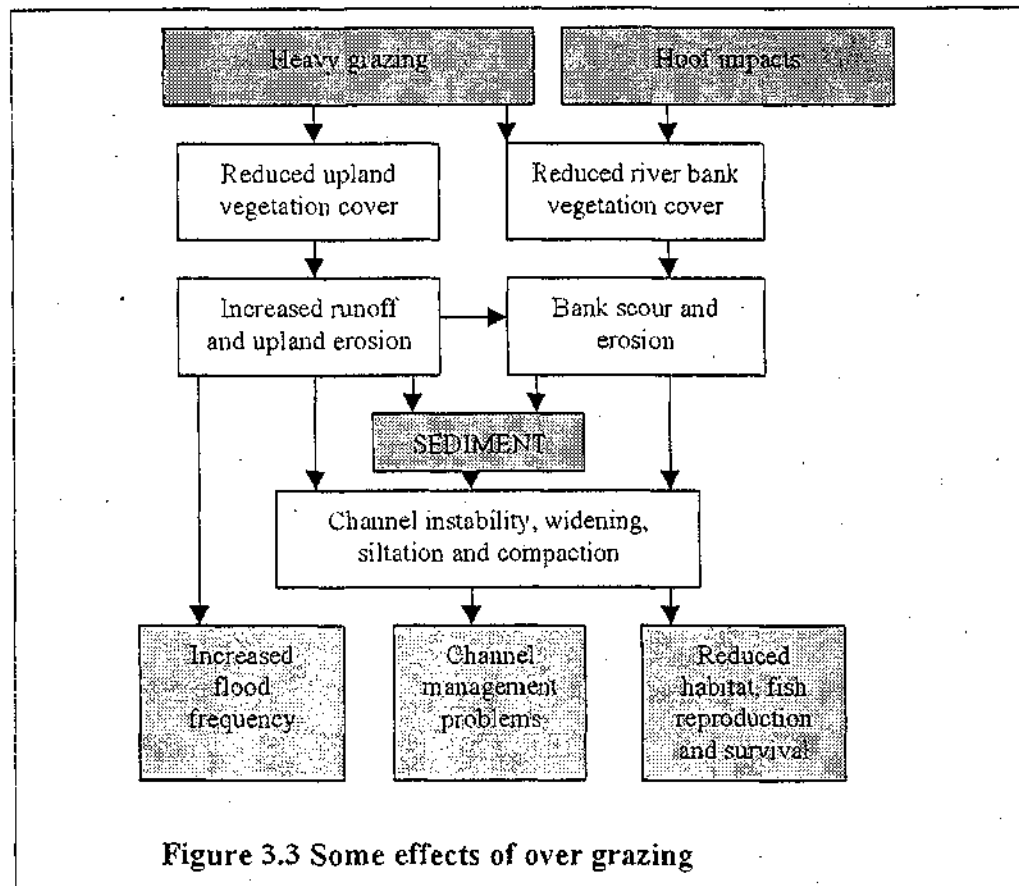 Heavy grazing
Hoof impacts
Reduced upland
vegetation cover
Reduced river bank
vegetation cover
Increased runoff
and upland erosion
Bank scour and
erosion
SEDIMENT
Channel instability, widening,
siltation and compaction
Increased
flood
frequency
Channel
management
problems
Reduced
habitat, fish
reproduction
and survival
Figure 3.3 Some effects of over grazing